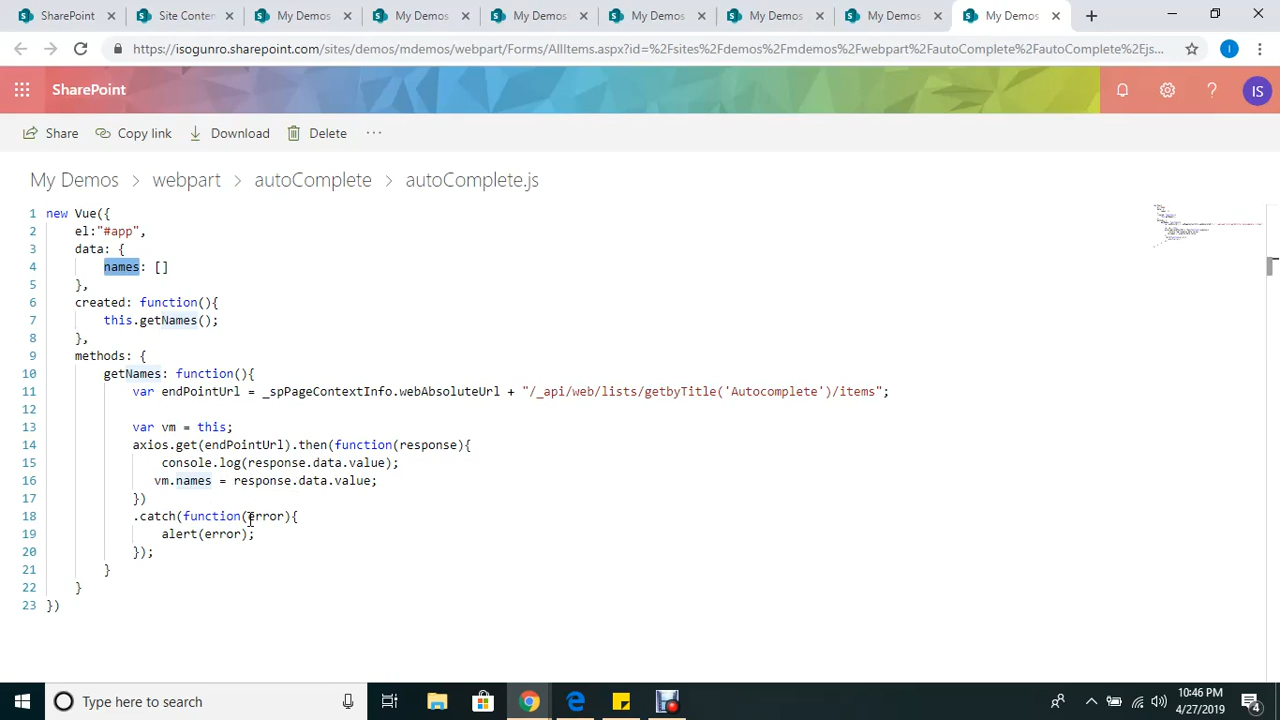 SharePoint
Site Conter
My Demos
My Demos
My Demos
My Demos
My Demos
My Demos
My Demos
https://isogunro.sharepoint.com/sites/demos/mdemos/webpart/Forms/AllItems.aspx?id=%2Fsites%2Fdemos%2Fmdemos%2Fwebpart%2FautoComplete%2FautoComplete%2Ejs...
I
SharePoint
IS
Share
Copy link
Download
Delete
...
My Demos > webpart > autoComplete > autoComplete.js
1 new Vue({
2 el:"#app",
3 data: {
4 names: []
5 },
6 created: function(){
7 this.getNames();
8 },
9 methods: {
10 getNames: function(){
11 var endPointUrl = _spPageContextInfo.webAbsoluteUrl + "/_api/web/lists/getbyTitle('Autocomplete')/items";
12
13 var vm = this;
14 axios.get(endPointUrl).then(function(response){
15 console.log(response.data.value);
16 vm.names = response.data.value;
17 })
18 .catch(function(error){
19 alert(error);
20 });
21 }
22 }
23 })
Type here to search
10:46 PM
4/27/2019
4